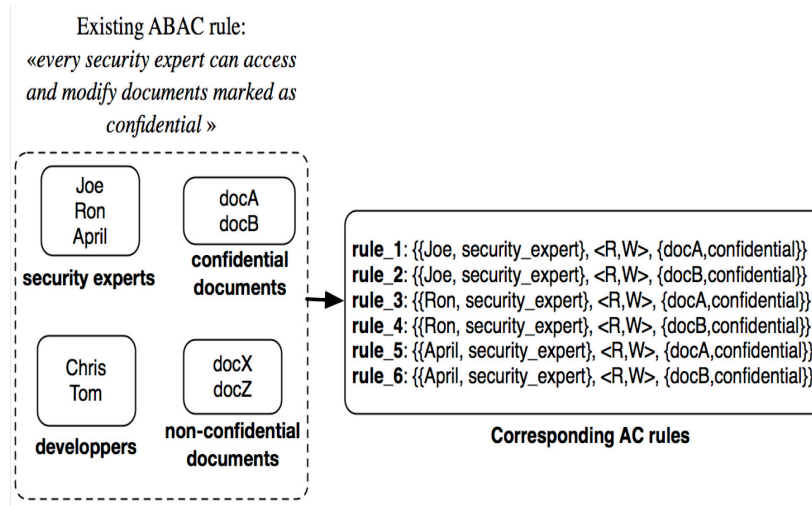 Existing ABAC rule:
«every security expert can access
and modify documents marked as
confidential »
Joe
Ron
April
security experts
docA
docB
confidential
documents
Chris
Tom
developpers
docX
docZ
non-confidential
documents
rule_1: {{Joe, security_expert}, <R,W>, {docA,confidential}}
rule_2: {{Joe, security_expert}, <R,W>, {docB,confidential}}
rule_3: {{Ron, security_expert}, <R,W>, {docA,confidential}}
rule_4: {{Ron, security_expert}, <R,W>, {docB,confidential}}
rule_5: {{April, security_expert}, <R,W>, {docA,confidential}}
rule_6: {{April, security_expert}, <R,W>, {docB,confidential}}
Corresponding AC rules